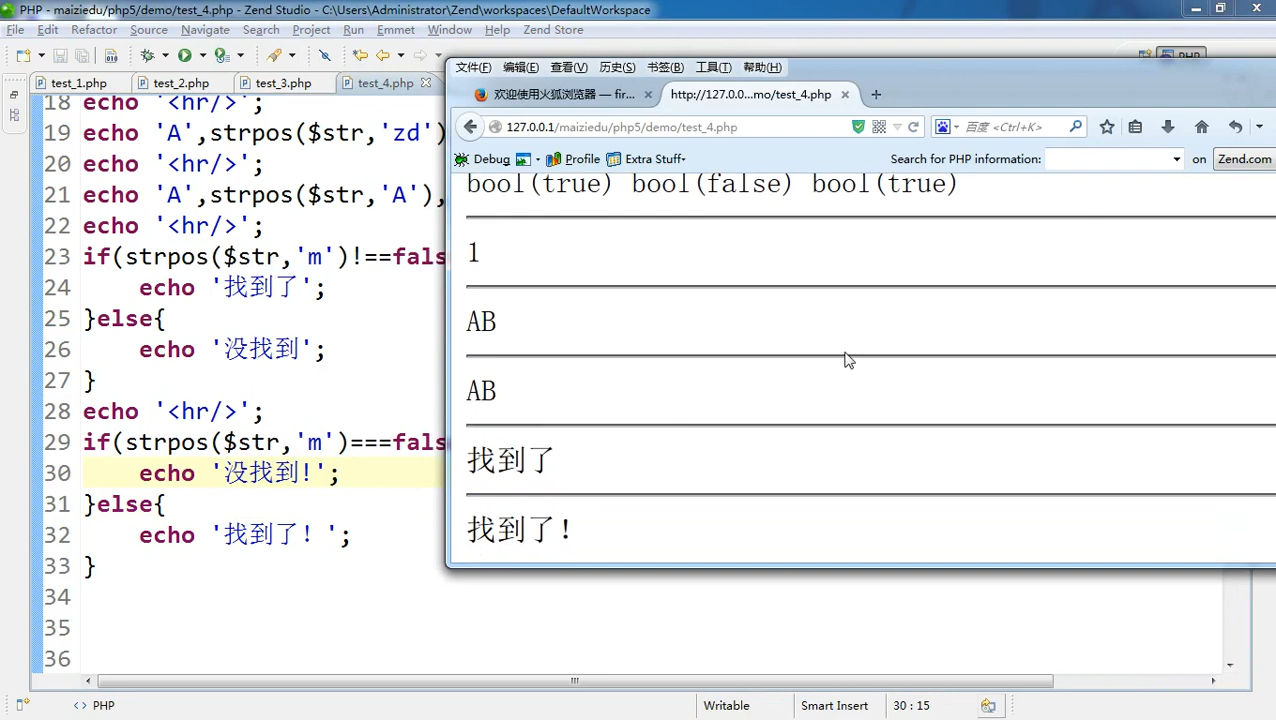 PHP - maiziedu/php5/demo/test_4.php - Zend Studio - C:\Users\Administrator\Zend\workspaces\DefaultWorkspace
File Edit Refactor Source Navigate Search Project Run Emmet Window Help Zend Store
PHP
test_1.php test_2.php test_3.php test_4.php
18 echo '<hr/>';
19 echo 'A',strpos($str,'zd')
20 echo '<hr/>';
21 echo 'A',strpos($str,'A'),
22 echo '<hr/>';
23 if(strpos($str,'m')!==fals
24 echo '找到了';
25 }else{
26 echo '没找到';
27 }
28 echo '<hr/>';
29 if(strpos($str,'m')===fals
30 echo '没找到!';
31 }else{
32 echo '找到了！';
33 }
34
35
36
文件(F) 编辑(E) 查看(V) 历史(S) 书签(B) 工具(T) 帮助(H)
欢迎使用火狐浏览器 — fir... http://127.0.0...mo/test_4.php
127.0.0.1/maiziedu/php5/demo/test_4.php 百度 <Ctrl+K>
Debug Profile Extra Stuff Search for PHP information: on Zend.com
bool(true) bool(false) bool(true)
1
AB
AB
找到了
找到了！
PHP Writable Smart Insert 30 : 15